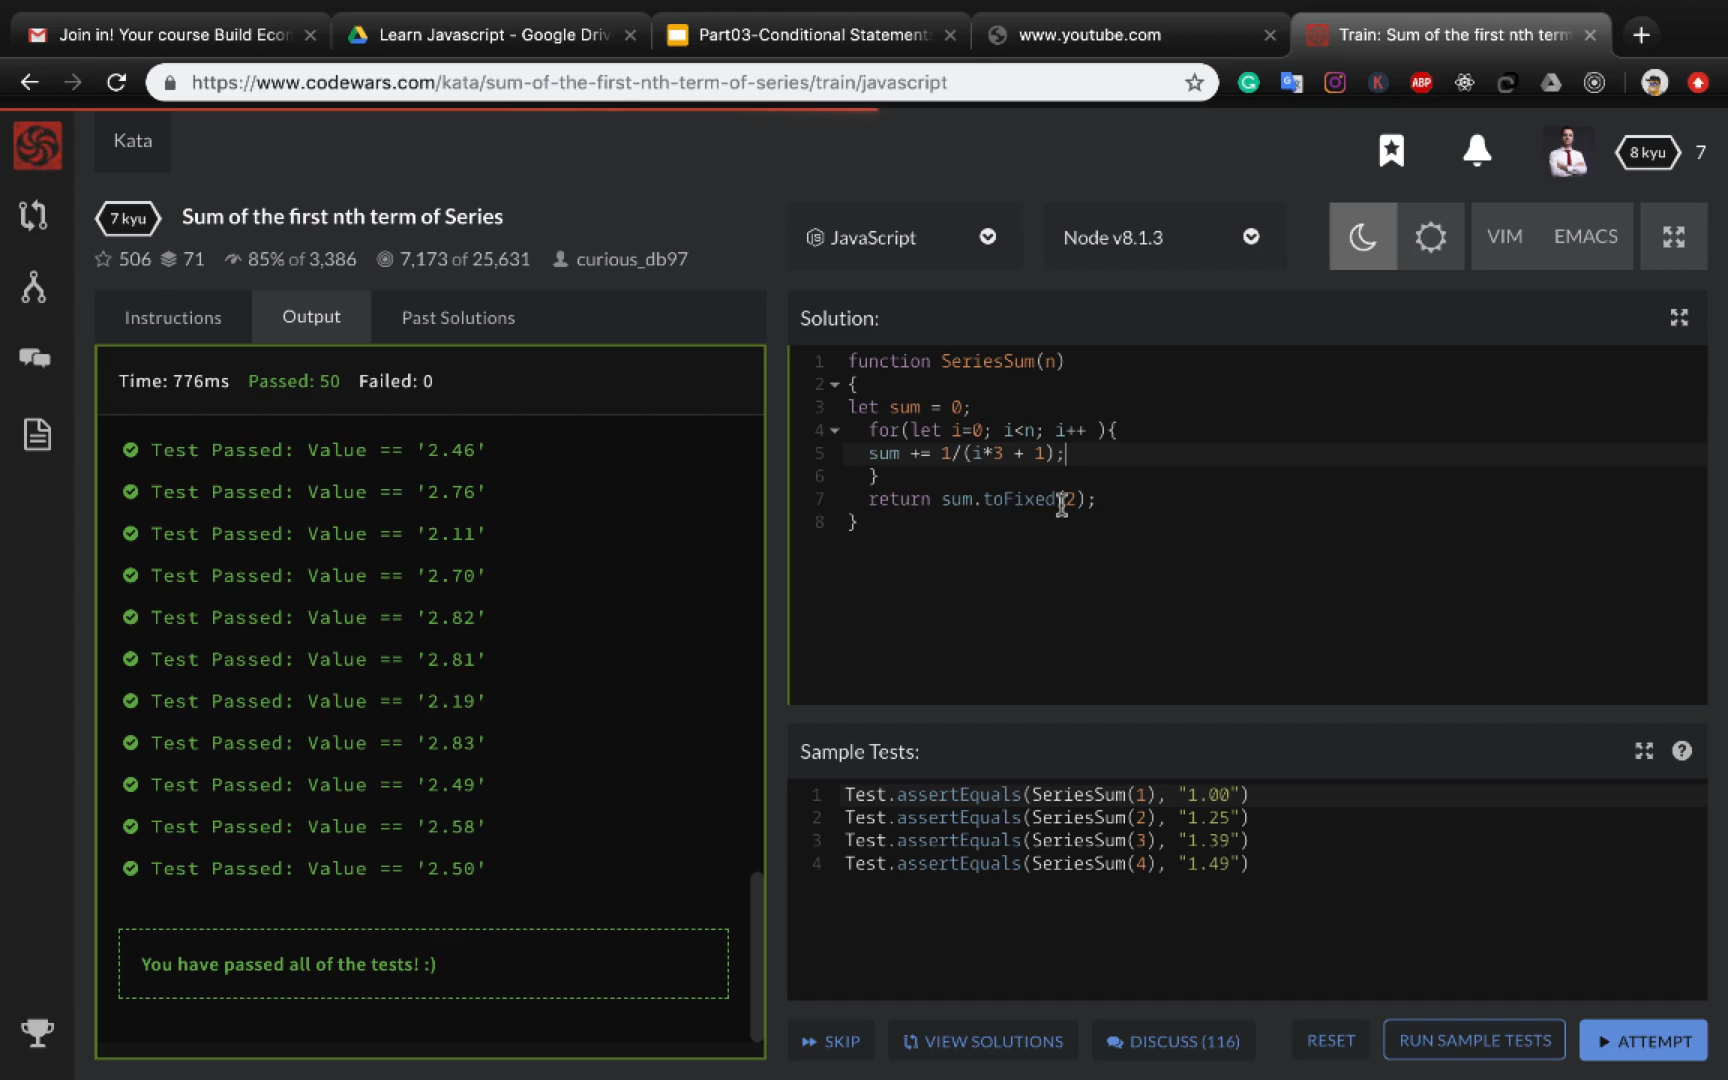 Join in! Your course Build Econ
Learn Javascript - Google Driv
Part03-Conditional Statement
www.youtube.com
Train: Sum of the first nth term
https://www.codewars.com/kata/sum-of-the-first-nth-term-of-series/train/javascript
ABP
Kata
8 kyu 7
7 kyu Sum of the first nth term of Series
506 71 85% of 3,386 7,173 of 25,631 curious_db97
JavaScript
Node v8.1.3
VIM
EMACS
Instructions
Output
Past Solutions
Time: 776ms Passed: 50 Failed: 0
Test Passed: Value == '2.46'
Test Passed: Value == '2.76'
Test Passed: Value == '2.11'
Test Passed: Value == '2.70'
Test Passed: Value == '2.82'
Test Passed: Value == '2.81'
Test Passed: Value == '2.19'
Test Passed: Value == '2.83'
Test Passed: Value == '2.49'
Test Passed: Value == '2.58'
Test Passed: Value == '2.50'
You have passed all of the tests! :)
Solution:
1 function SeriesSum(n)
2 {
3 let sum = 0;
4 for(let i=0; i<n; i++ ){
5 sum += 1/(i*3 + 1);
6 }
7 return sum.toFixed(2);
8 }
Sample Tests:
1 Test.assertEquals(SeriesSum(1), "1.00")
2 Test.assertEquals(SeriesSum(2), "1.25")
3 Test.assertEquals(SeriesSum(3), "1.39")
4 Test.assertEquals(SeriesSum(4), "1.49")
SKIP
VIEW SOLUTIONS
DISCUSS (116)
RESET
RUN SAMPLE TESTS
ATTEMPT